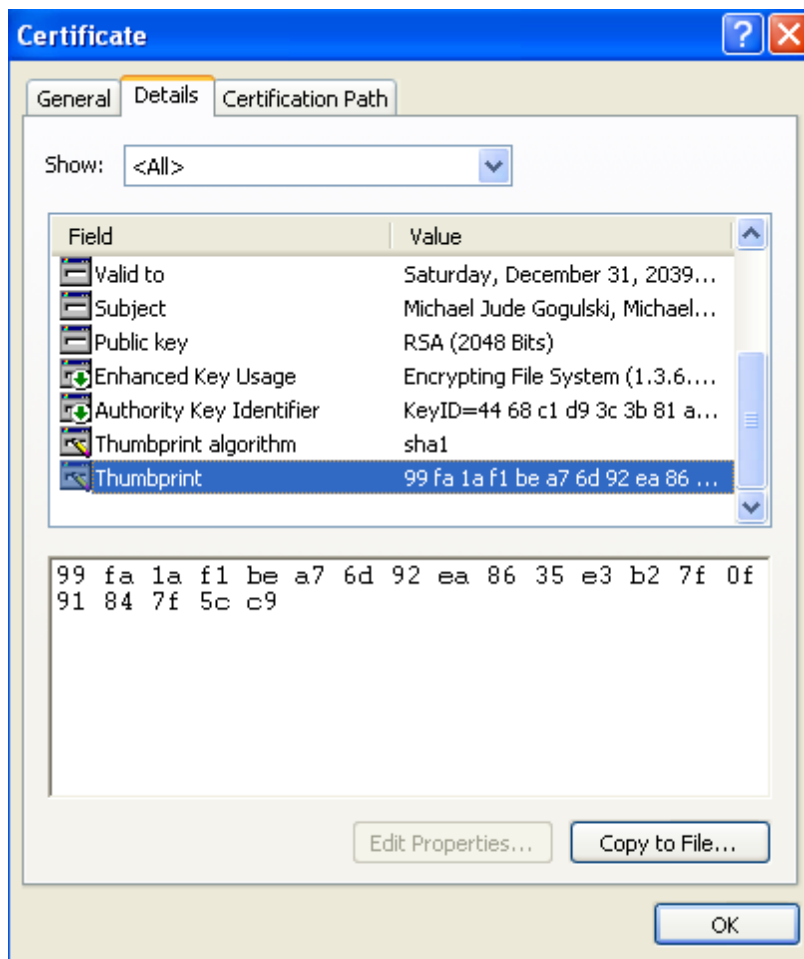 Certificate
General Details Certification Path
Show: <All>
Field Value
Valid to Saturday, December 31, 2039...
Subject Michael Jude Gogulski, Michael...
Public key RSA (2048 Bits)
Enhanced Key Usage Encrypting File System (1.3.6....
Authority Key Identifier KeyID=44 68 c1 d9 3c 3b 81 a...
Thumbprint algorithm sha1
Thumbprint 99 fa 1a f1 be a7 6d 92 ea 86 ...
99 fa 1a f1 be a7 6d 92 ea 86 35 e3 b2 7f 0f
91 84 7f 5c c9
Edit Properties... Copy to File...
OK